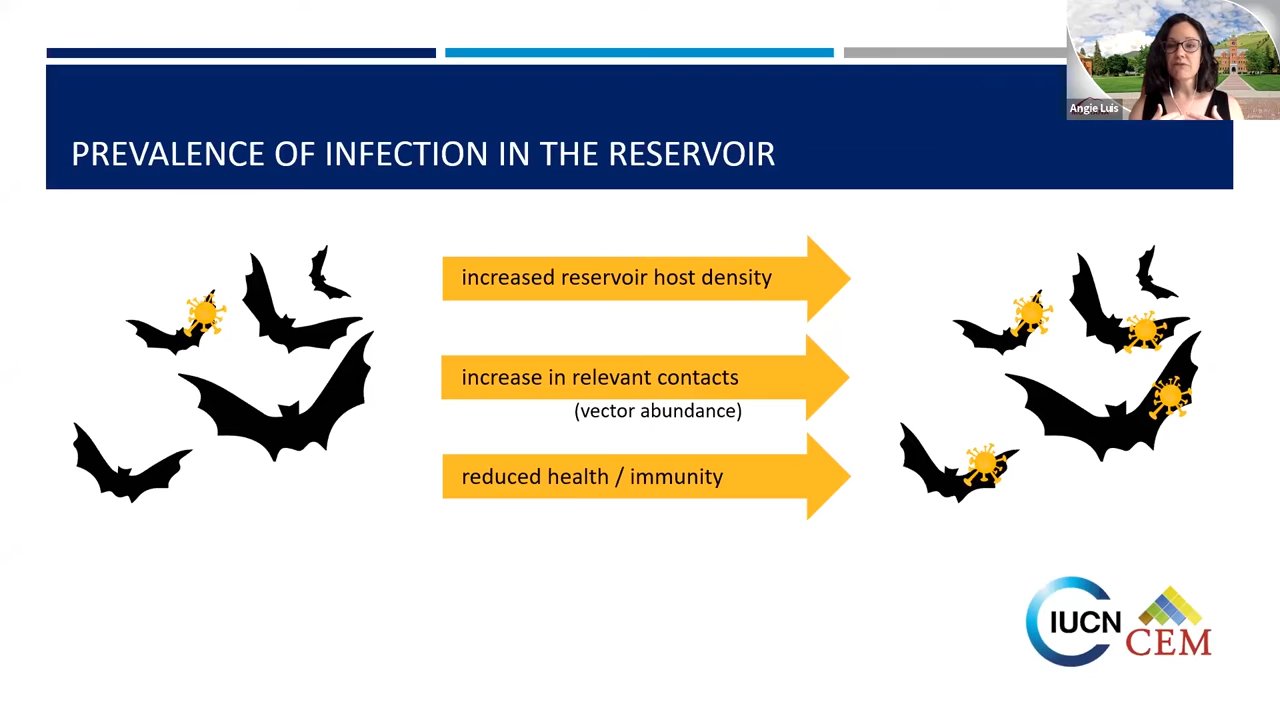 Angie Luis
PREVALENCE OF INFECTION IN THE RESERVOIR
increased reservoir host density
increase in relevant contacts
(vector abundance)
reduced health / immunity
IUCN
CEM